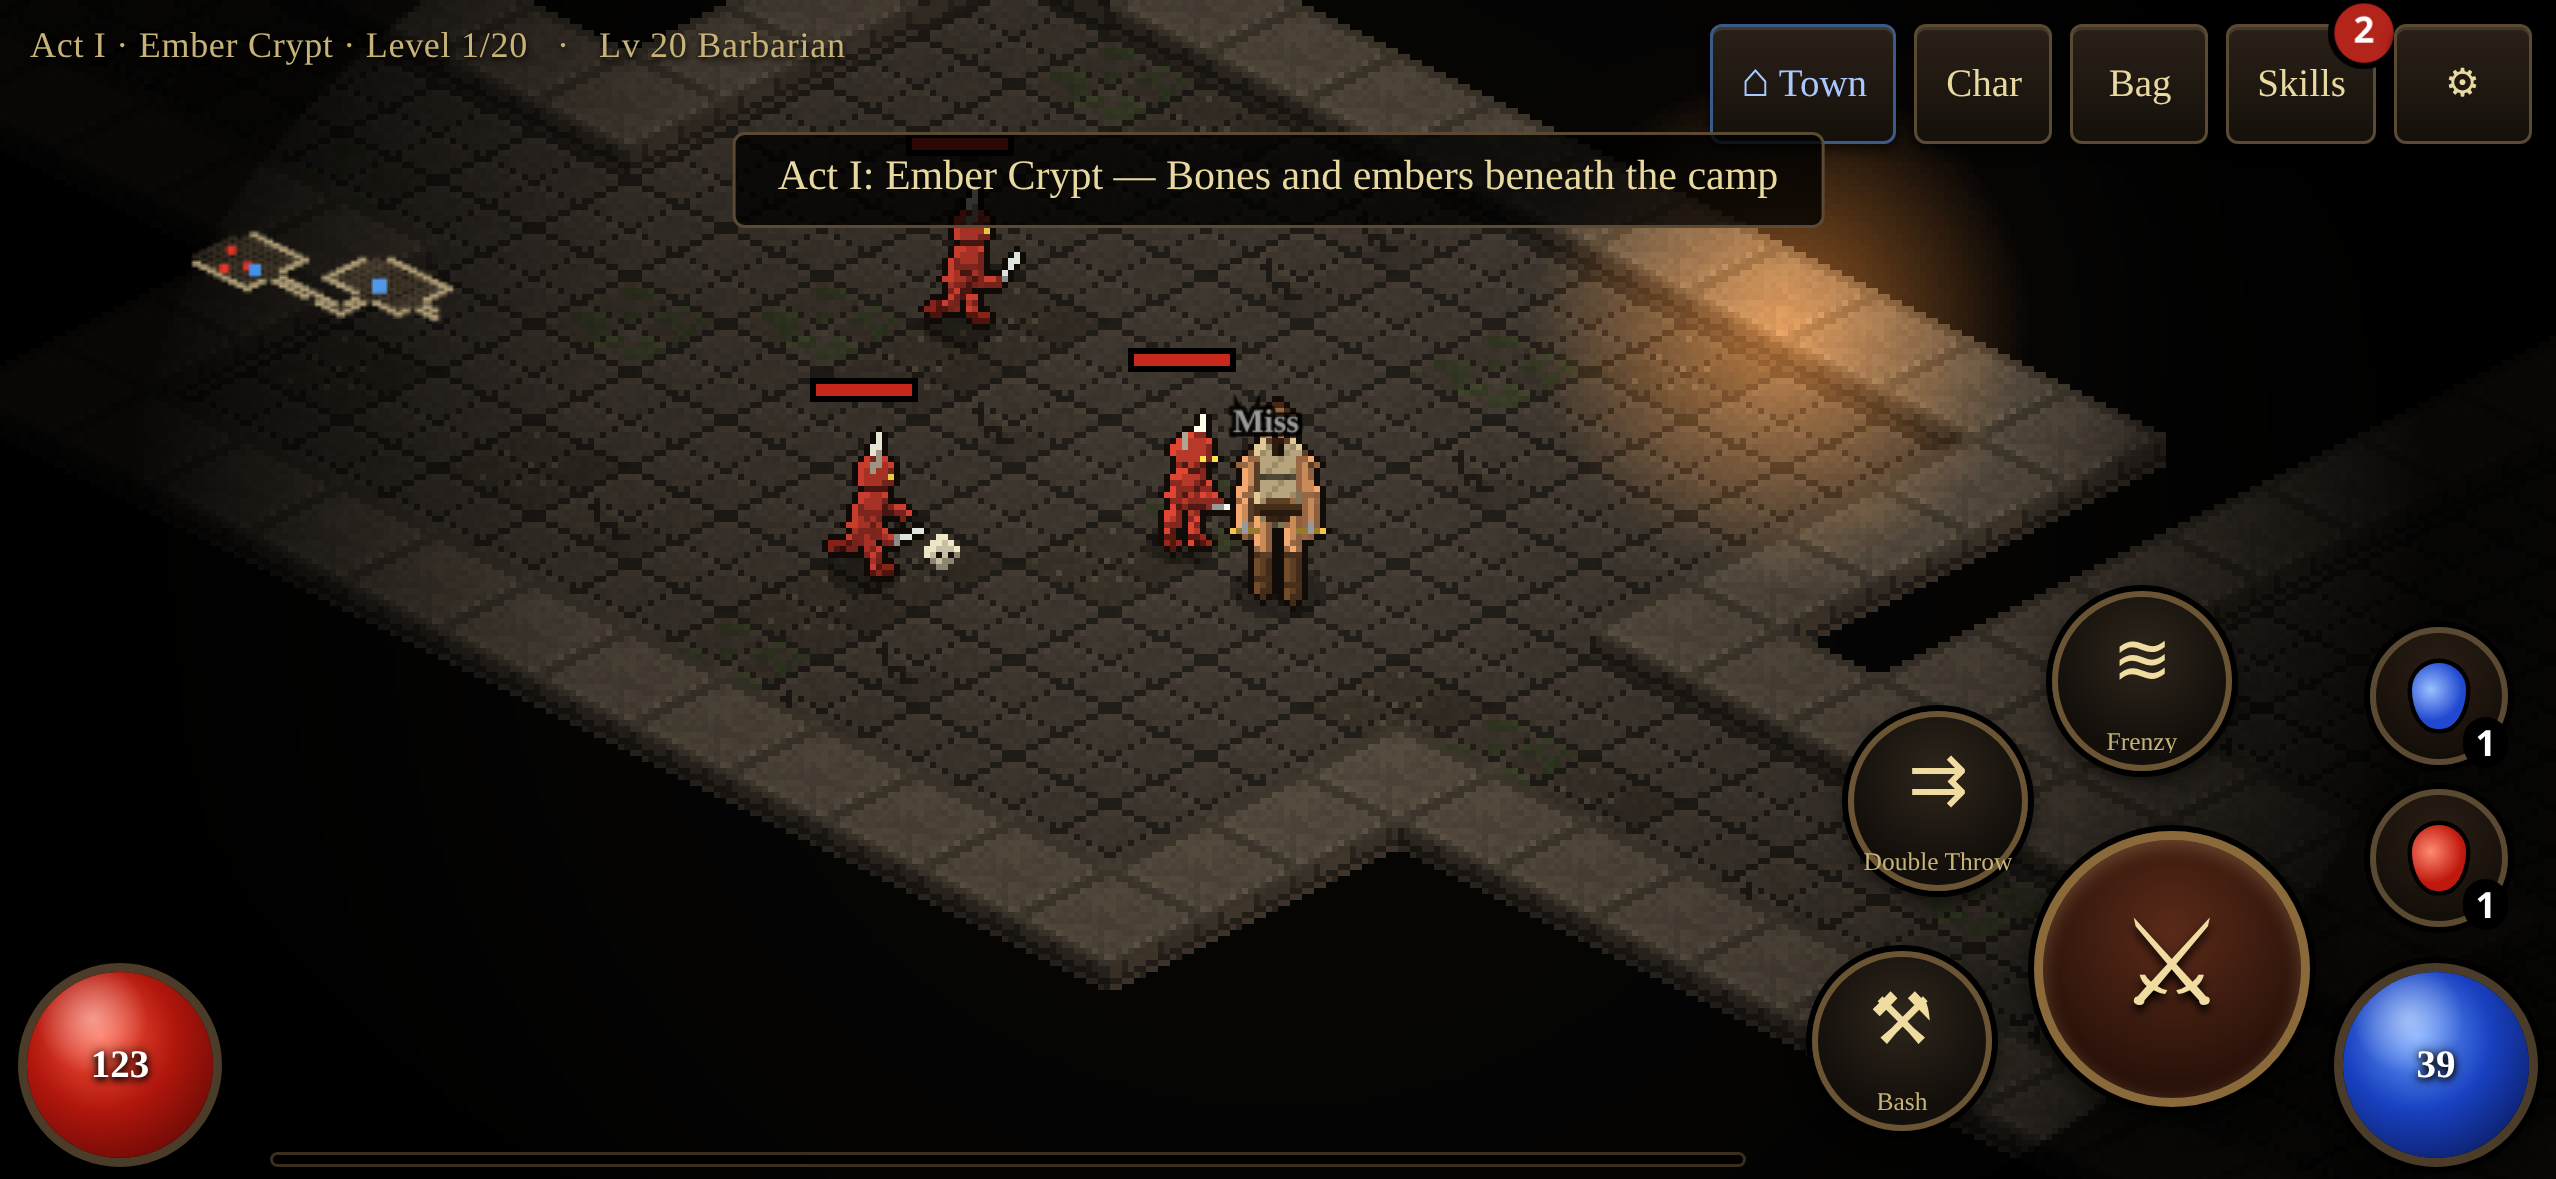 Act I · Ember Crypt · Level 1/20 · Lv 20 Barbarian
Town
Char
Bag
Skills
2
Act I: Ember Crypt — Bones and embers beneath the camp
Miss
Frenzy
1
Double Throw
1
Bash
123
39